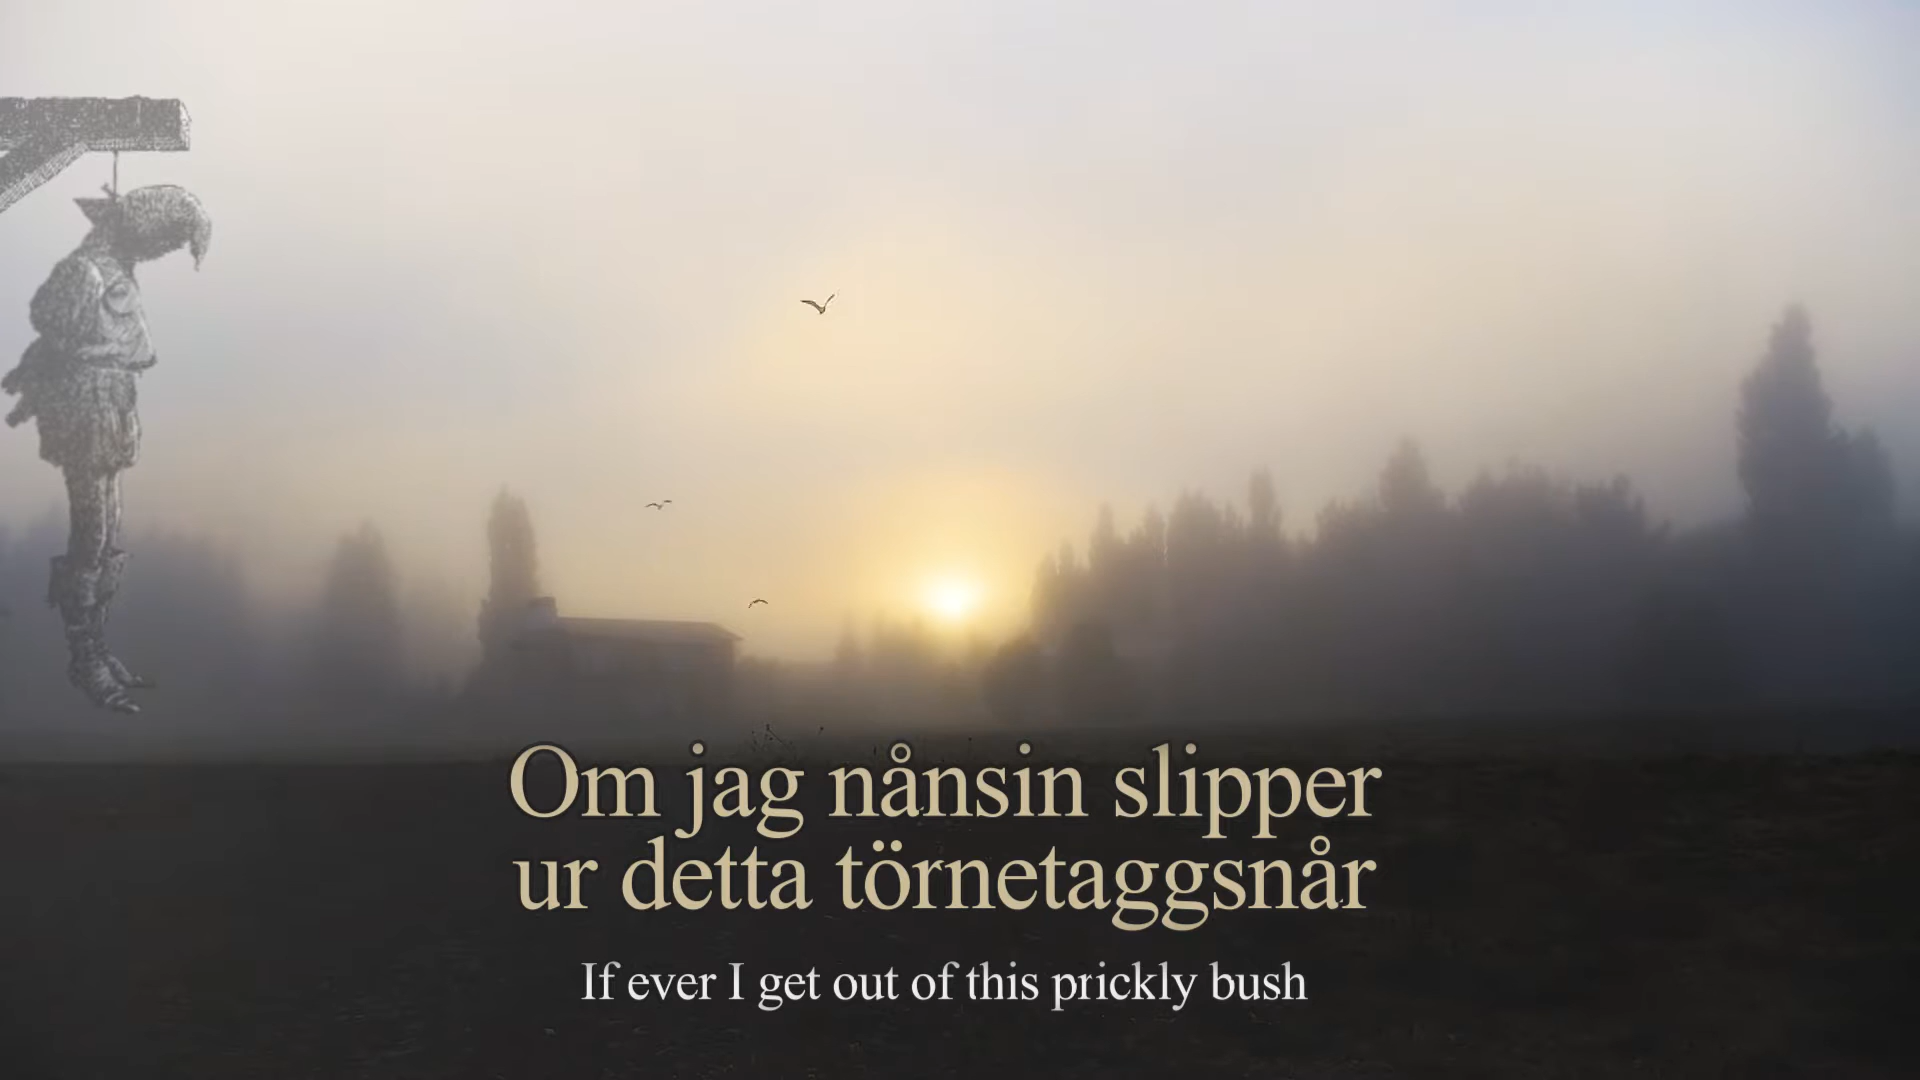 Om jag nånsin slipper
ur detta törnetaggsnår
If ever I get out of this prickly bush